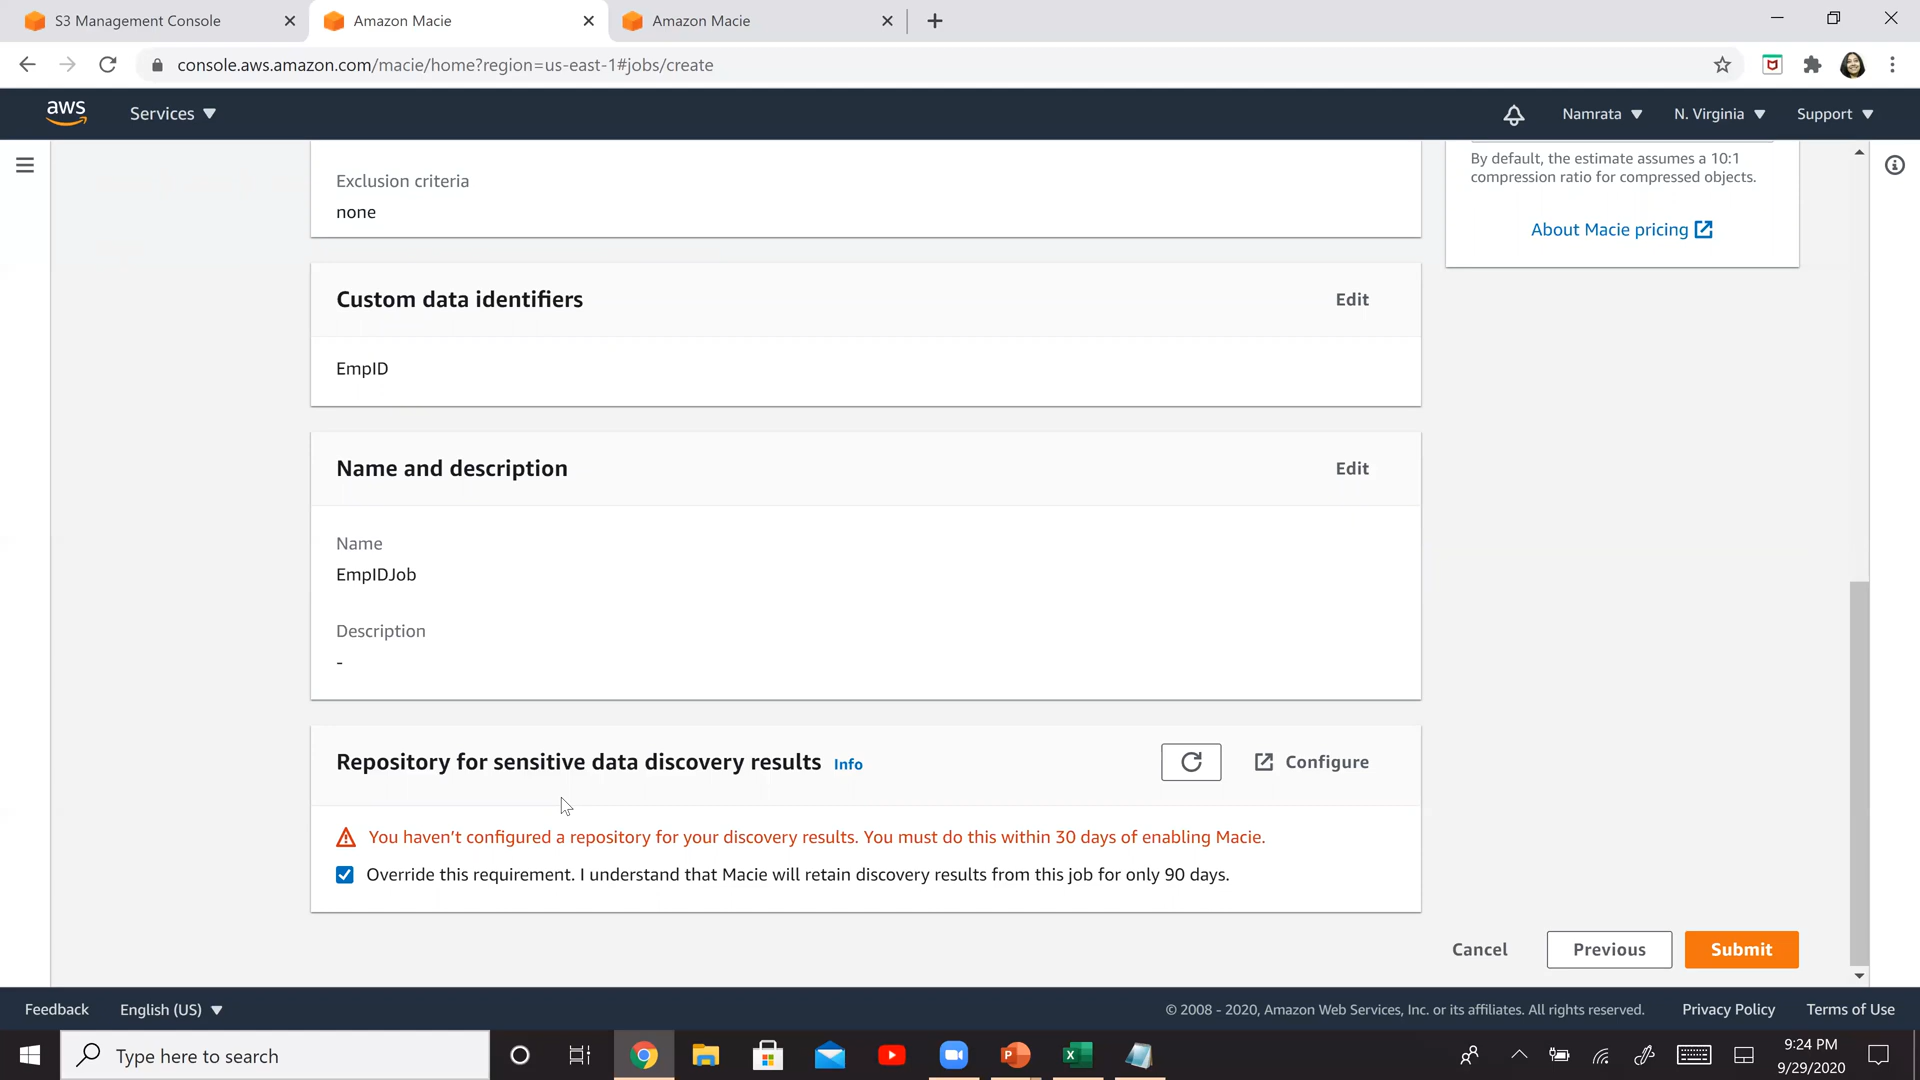 S3 Management Console
Amazon Macie
Amazon Macie
console.aws.amazon.com/macie/home?region=us-east-1#jobs/create
aws
Services
Namrata
N. Virginia
Support
By default, the estimate assumes a 10:1
compression ratio for compressed objects.
About Macie pricing
Exclusion criteria
none
Custom data identifiers
Edit
EmpID
Name and description
Edit
Name
EmpIDJob
Description
-
Repository for sensitive data discovery results Info
Configure
You haven't configured a repository for your discovery results. You must do this within 30 days of enabling Macie.
Override this requirement. I understand that Macie will retain discovery results from this job for only 90 days.
Cancel
Previous
Submit
Feedback
English (US)
© 2008 - 2020, Amazon Web Services, Inc. or its affiliates. All rights reserved.
Privacy Policy
Terms of Use
Type here to search
9:24 PM
9/29/2020